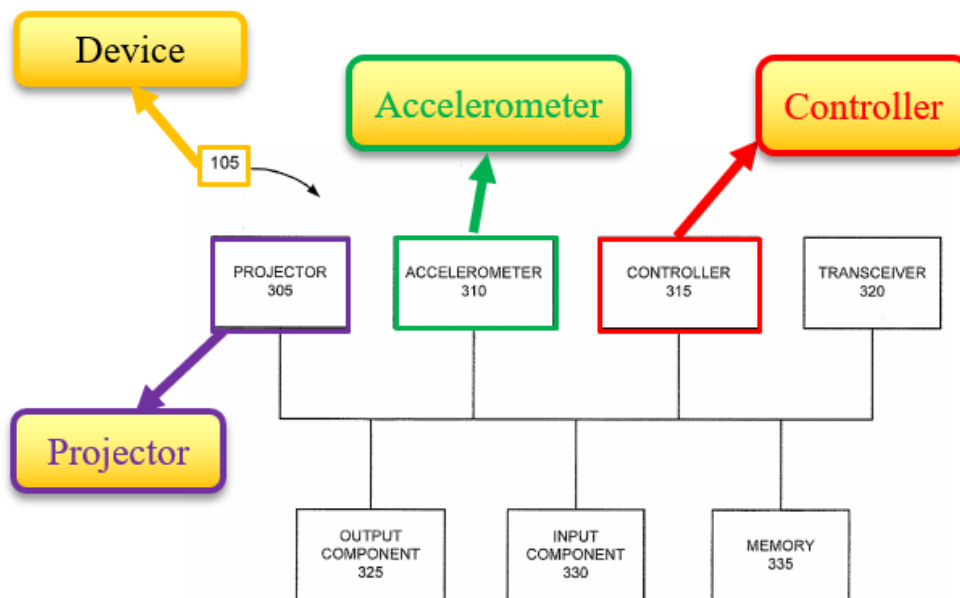 Device
Accelerometer
Controller
105
PROJECTOR
305
ACCELEROMETER
310
CONTROLLER
315
TRANSCEIVER
320
Projector
OUTPUT
COMPONENT
325
INPUT
COMPONENT
330
MEMORY
335